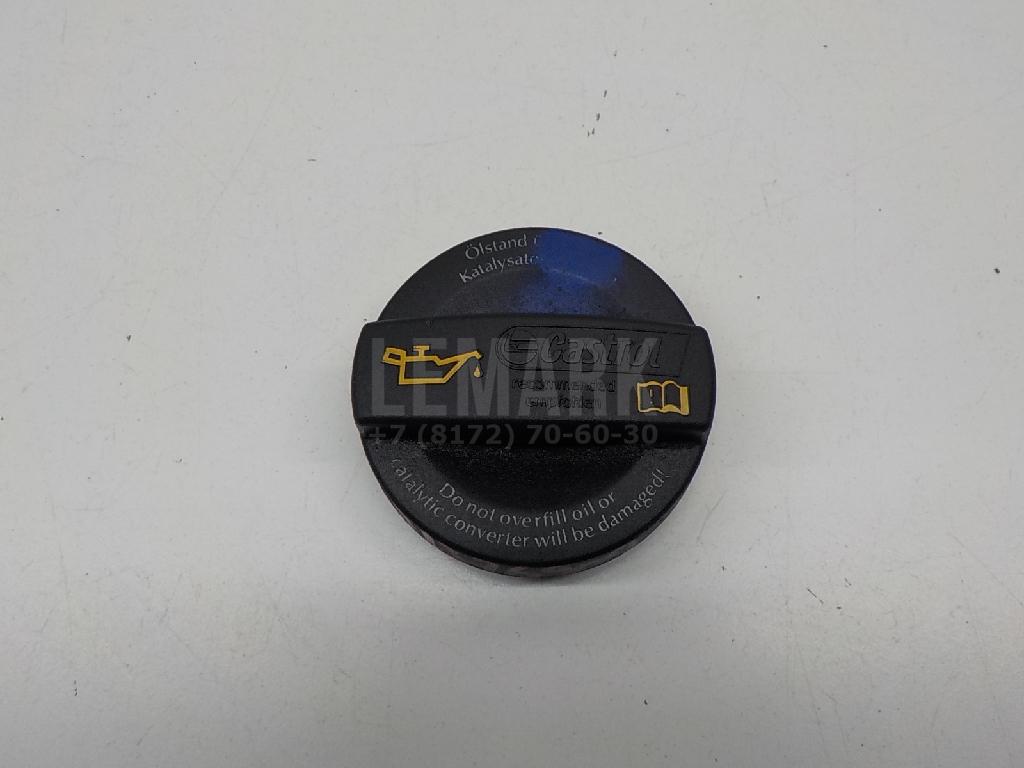 Ölstand
Castrol
recommended
empfohlen
LEMARK
+7 (8172) 70-60-30
Do not overfill oil or
catalytic converter will be damaged!